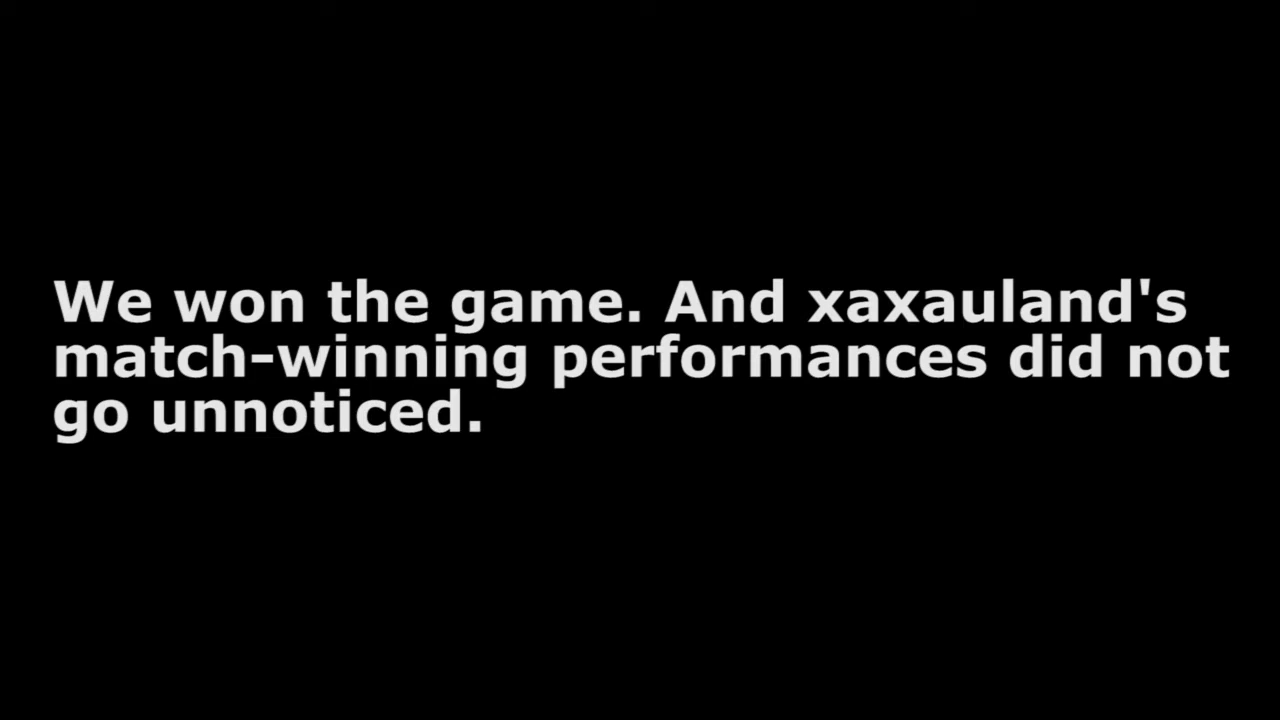 We won the game. And xaxauland's
match-winning performances did not
go unnoticed.